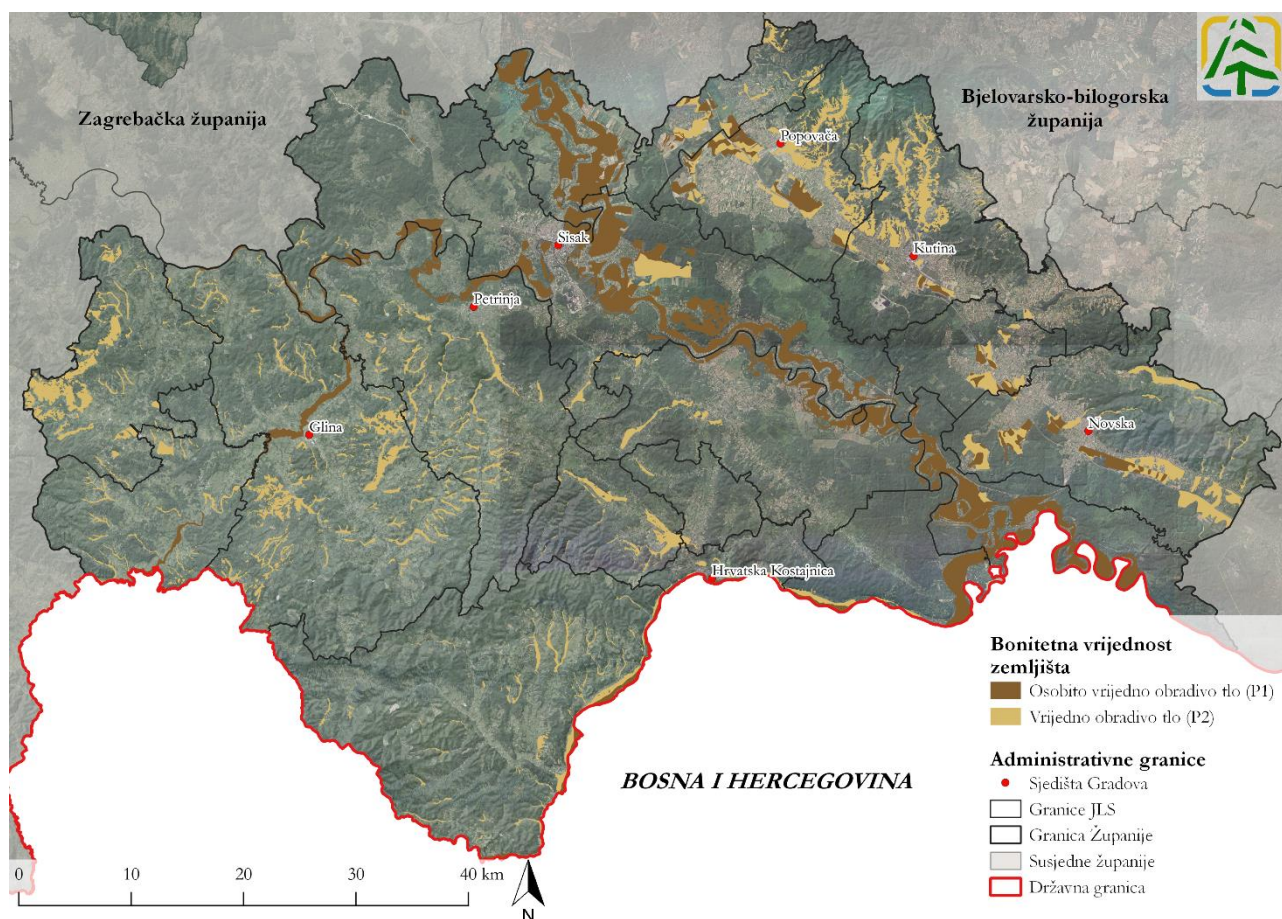 Zagrebačka županija
Bjelovarsko-bilogorska
županija
Popovača
Sisak
Kutina
Petrinja
Glina
Novska
Hrvatska Kostajnica
BOSNA I HERCEGOVINA
Bonitetna vrijednost
zemljišta
Osobito vrijedno obradivo tlo (P1)
Vrijedno obradivo tlo (P2)
Administrativne granice
Sjedišta Gradova
Granice JLS
Granica Županije
Susjedne županije
Državna granica
0 10 20 30 40 km
N